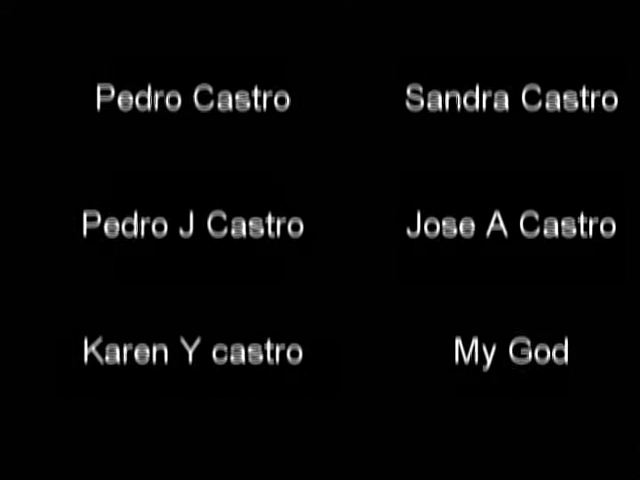 Pedro Castro
Sandra Castro
Pedro J Castro
Jose A Castro
Karen Y castro
My God